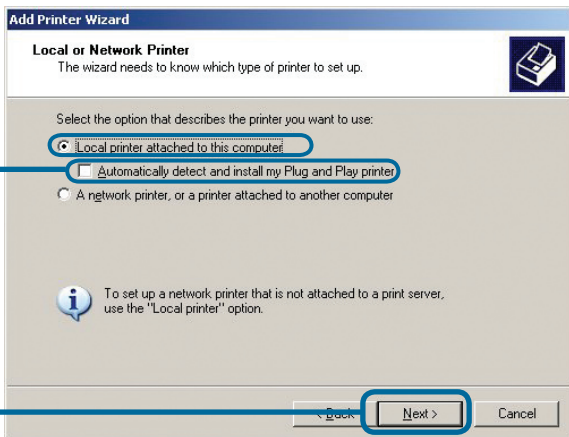 Add Printer Wizard
Local or Network Printer
The wizard needs to know which type of printer to set up.
Select the option that describes the printer you want to use:
Local printer attached to this computer
Automatically detect and install my Plug and Play printer
A network printer, or a printer attached to another computer
To set up a network printer that is not attached to a print server,
use the "Local printer" option.
< Back Next > Cancel